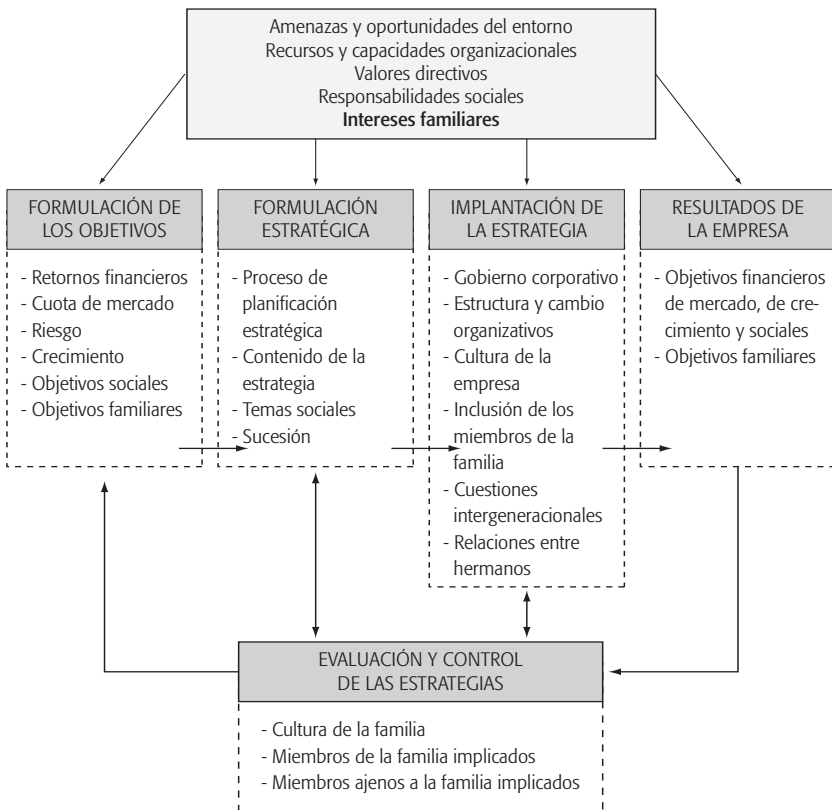 Amenazas y oportunidades del entorno
Recursos y capacidades organizacionales
Valores directivos
Responsabilidades sociales
Intereses familiares
FORMULACIÓN DE
LOS OBJETIVOS
- Retornos financieros
- Cuota de mercado
- Riesgo
- Crecimiento
- Objetivos sociales
- Objetivos familiares
FORMULACIÓN
ESTRATÉGICA
- Proceso de
planificación
estratégica
- Contenido de la
estrategia
- Temas sociales
- Sucesión
IMPLANTACIÓN DE
LA ESTRATEGIA
- Gobierno corporativo
- Estructura y cambio
organizativos
- Cultura de la
empresa
- Inclusión de los
miembros de la
familia
- Cuestiones
intergeneracionales
- Relaciones entre
hermanos
RESULTADOS DE
LA EMPRESA
- Objetivos financieros
de mercado, de cre-
cimiento y sociales
- Objetivos familiares
EVALUACIÓN Y CONTROL
DE LAS ESTRATEGIAS
- Cultura de la familia
- Miembros de la familia implicados
- Miembros ajenos a la familia implicados